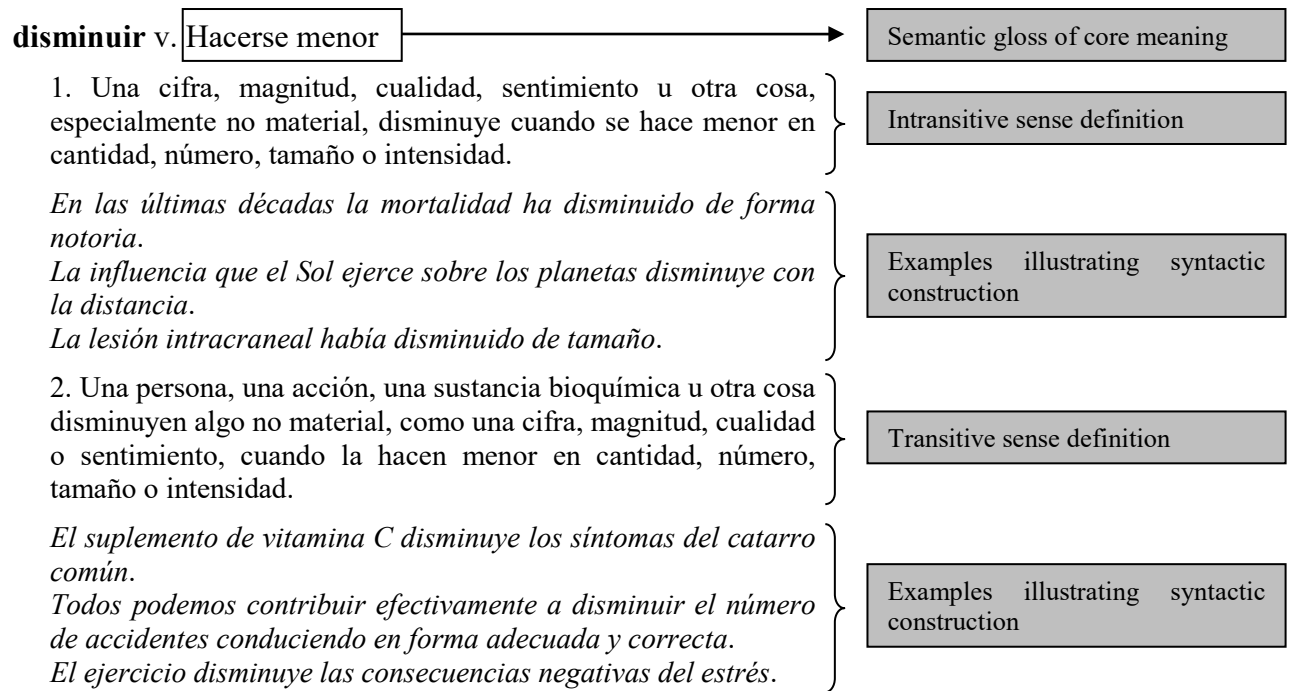 disminuir v. Hacerse menor
Semantic gloss of core meaning
1. Una cifra, magnitud, cualidad, sentimiento u otra cosa,
especialmente no material, disminuye cuando se hace menor en
cantidad, número, tamaño o intensidad.
Intransitive sense definition
En las últimas décadas la mortalidad ha disminuido de forma
notoria.
La influencia que el Sol ejerce sobre los planetas disminuye con
la distancia.
La lesión intracraneal había disminuido de tamaño.
Examples illustrating syntactic
construction
2. Una persona, una acción, una sustancia bioquímica u otra cosa
disminuyen algo no material, como una cifra, magnitud, cualidad
o sentimiento, cuando la hacen menor en cantidad, número,
tamaño o intensidad.
Transitive sense definition
El suplemento de vitamina C disminuye los síntomas del catarro
común.
Todos podemos contribuir efectivamente a disminuir el número
de accidentes conduciendo en forma adecuada y correcta.
El ejercicio disminuye las consecuencias negativas del estrés.
Examples illustrating syntactic
construction